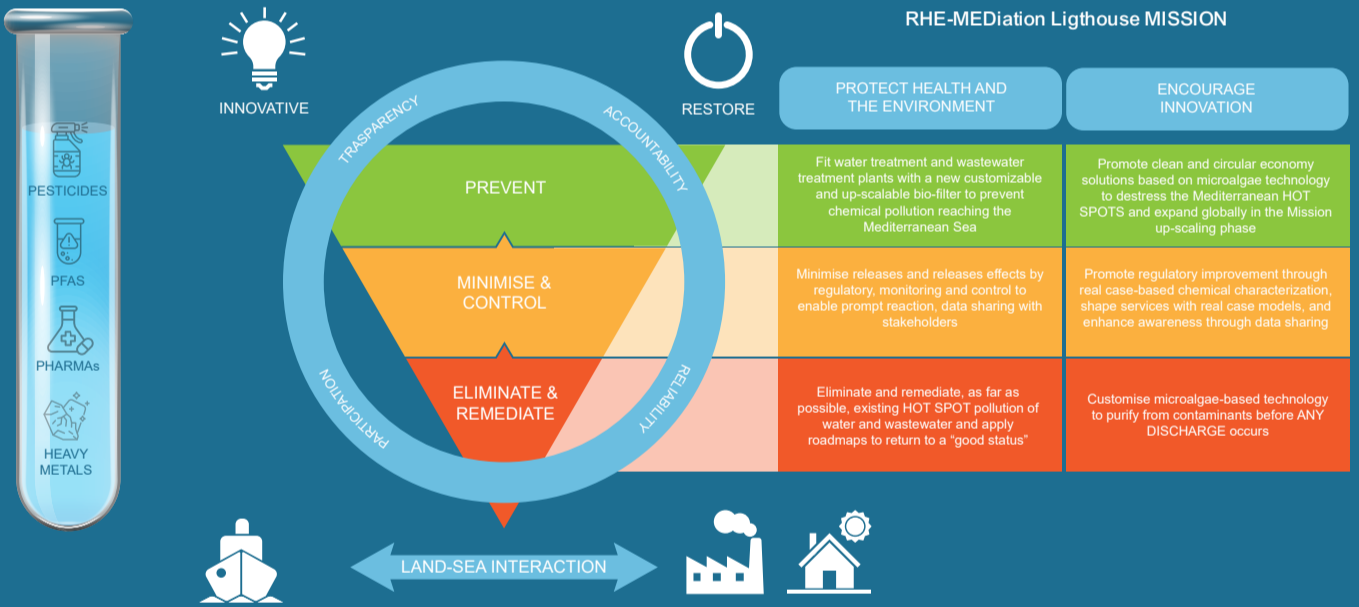 PESTICIDES
PFAS
PHARMAs
HEAVY
METALS
INNOVATIVE
RESTORE
TRASPARENCY
ACCOUNTABILITY
PARTICIPATION
RELIABILITY
PREVENT
MINIMISE &
CONTROL
ELIMINATE &
REMEDIATE
LAND-SEA INTERACTION
RHE-MEDiation Ligthouse MISSION
PROTECT HEALTH AND
THE ENVIRONMENT
ENCOURAGE
INNOVATION
Fit water treatment and wastewater
treatment plants with a new customizable
and up-scalable bio-filter to prevent
chemical pollution reaching the
Mediterranean Sea
Promote clean and circular economy
solutions based on microalgae technology
to destress the Mediterranean HOT
SPOTS and expand globally in the Mission
up-scaling phase
Minimise releases and releases effects by
regulatory, monitoring and control to
enable prompt reaction, data sharing with
stakeholders
Promote regulatory improvement through
real case-based chemical characterization,
shape services with real case models, and
enhance awareness through data sharing
Eliminate and remediate, as far as
possible, existing HOT SPOT pollution of
water and wastewater and apply
roadmaps to return to a “good status”
Customise microalgae-based technology
to purify from contaminants before ANY
DISCHARGE occurs